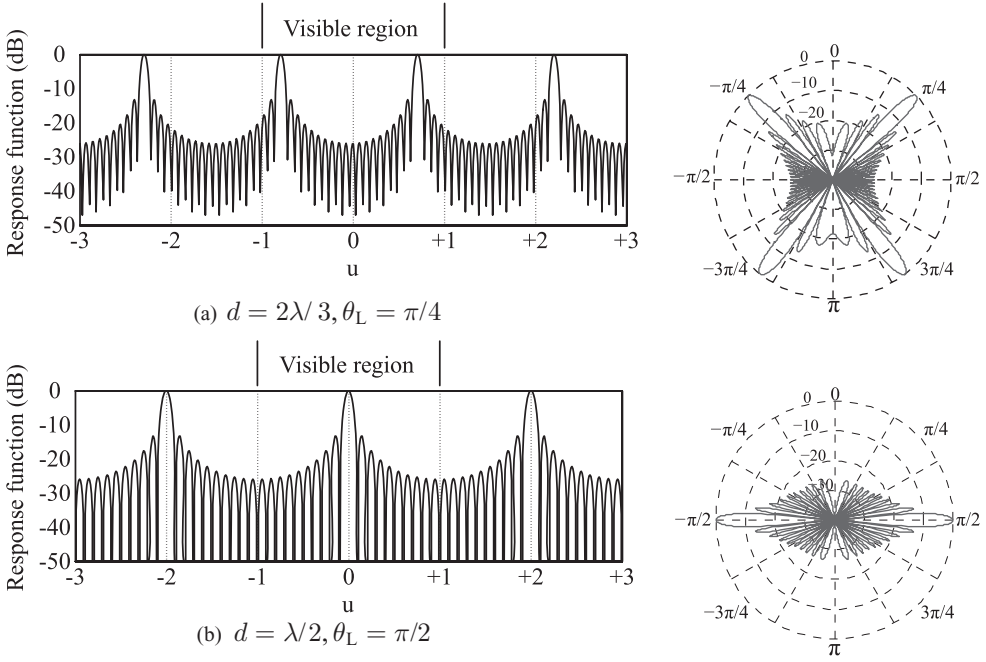 Visible region
Response function (dB)
0
-10
-20
-30
-40
-50
-3
-2
-1
0
+1
+2
+3
u
0
0
−10
−20
−π/4
π/4
−π/2
π/2
−3π/4
3π/4
π
(a) d = 2λ/3, θL = π/4
Visible region
Response function (dB)
0
-10
-20
-30
-40
-50
-3
-2
-1
0
+1
+2
+3
u
0
0
−10
−20
−30
−π/4
π/4
−π/2
π/2
−3π/4
3π/4
π
(b) d = λ/2, θL = π/2